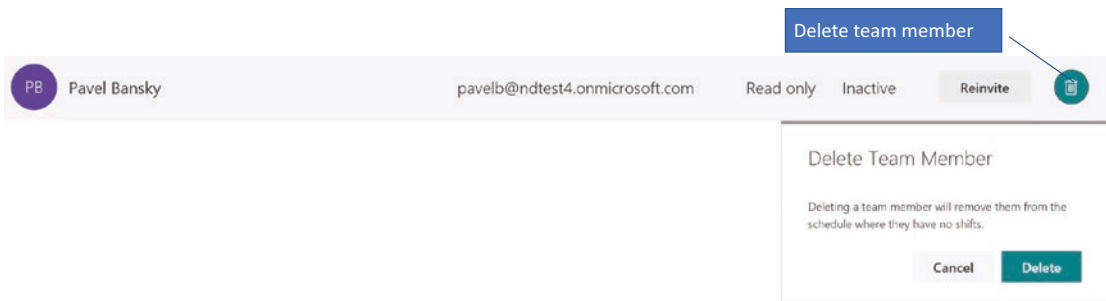 Delete team member
PB Pavel Bansky pavelb@ndtest4.onmicrosoft.com Read only Inactive Reinvite
Delete Team Member
Deleting a team member will remove them from the
schedule where they have no shifts.
Cancel Delete